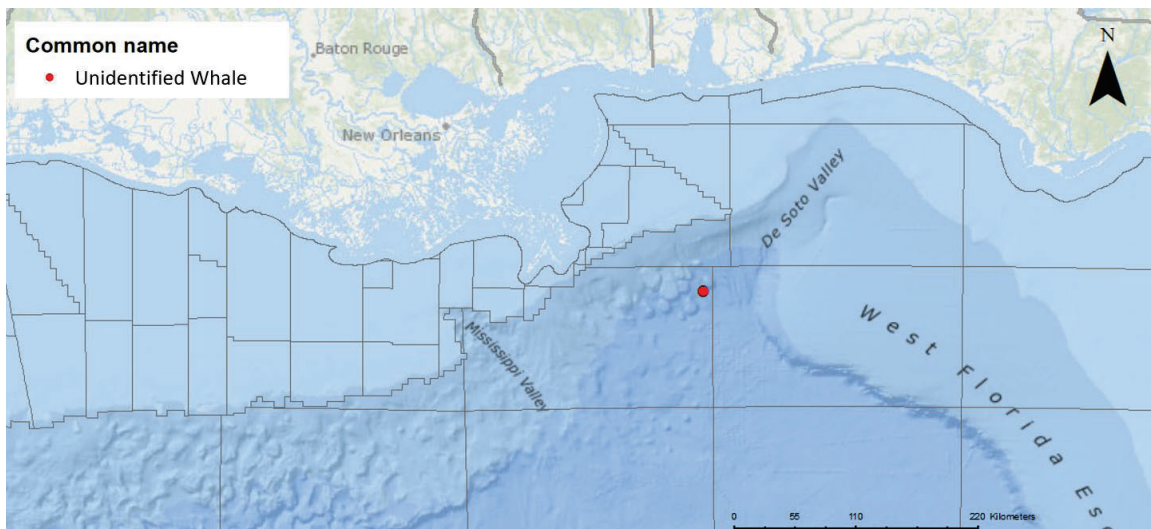 Common name
Unidentified Whale
N
Baton Rouge
New Orleans
De Soto Valley
Mississippi Valley
West Florida Esc
0 55 110 220 Kilometers